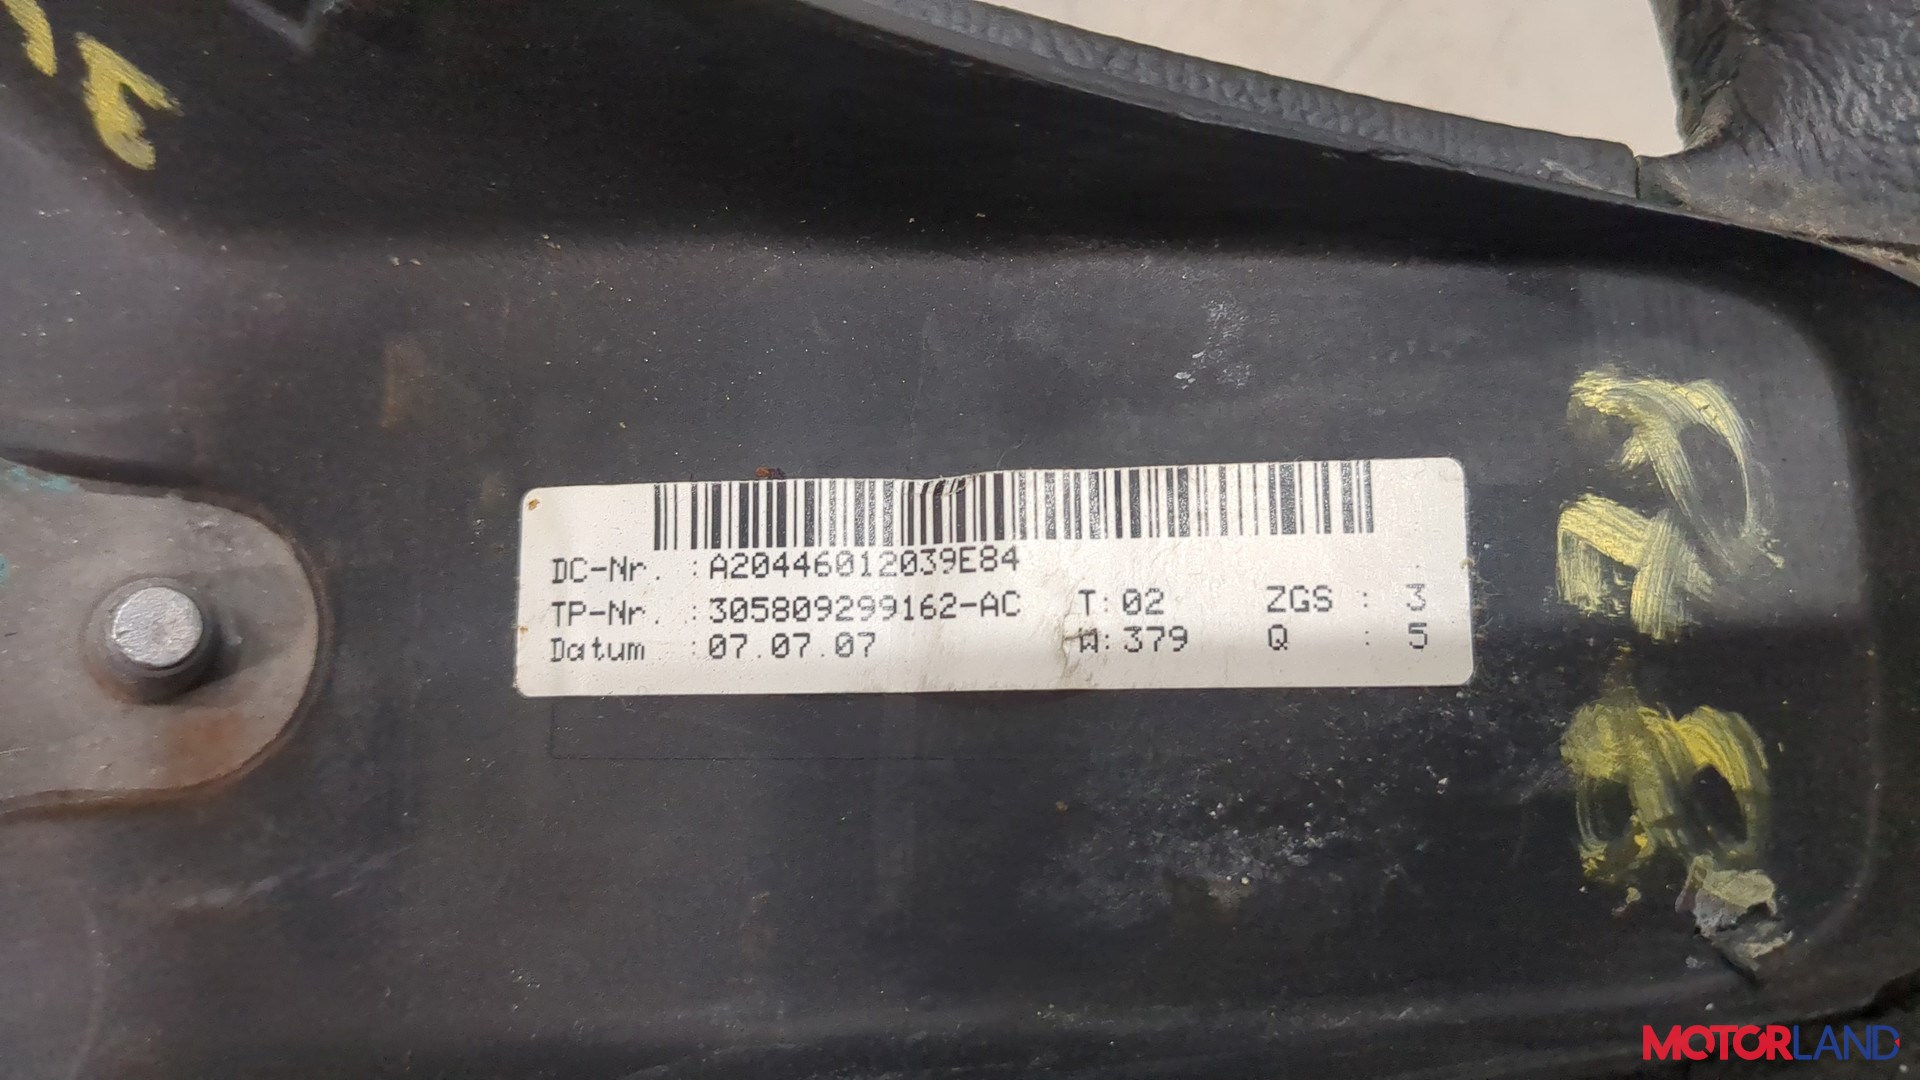 DC-Nr. :A20446012039E84
TP-Nr. :305809299162-AC T:02 ZGS : 3
Datum :07.07.07 W:379 Q : 5
MOTORLAND